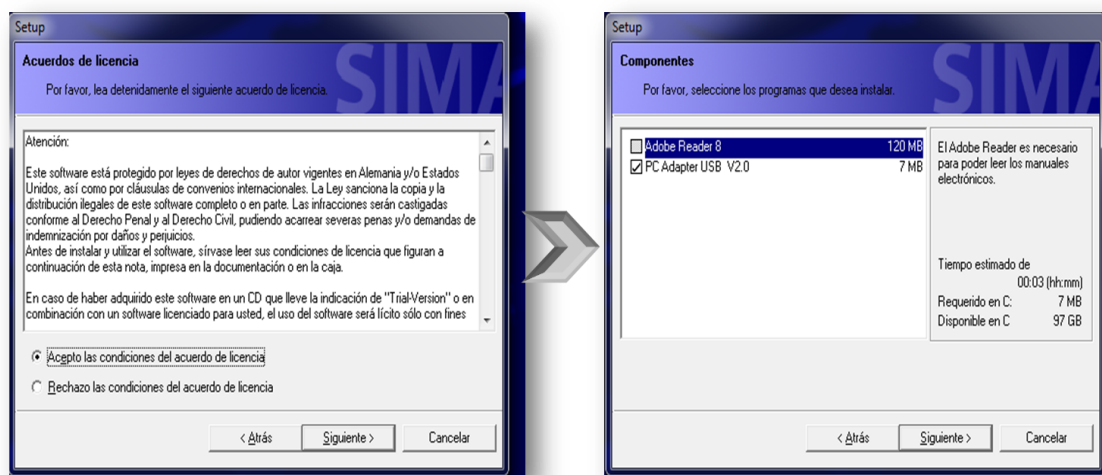 Setup
Acuerdos de licencia
SIMA
Por favor, lea detenidamente el siguiente acuerdo de licencia.
Atención:
Este software está protegido por leyes de derechos de autor vigentes en Alemania y/o Estados
Unidos, así como por cláusulas de convenios internacionales. La Ley sanciona la copia y la
distribución ilegales de este software completo o en parte. Las infracciones serán castigadas
conforme al Derecho Penal y al Derecho Civil, pudiendo acarrear severas penas y/o demandas de
indemnización por daños y perjuicios.
Antes de instalar y utilizar el software, sírvase leer sus condiciones de licencia que figuran a
continuación de esta nota, impresa en la documentación o en la caja.
En caso de haber adquirido este software en un CD que lleve la indicación de "Trial-Version" o en
combinación con un software licenciado para usted, el uso del software será lícito sólo con fines
Acepto las condiciones del acuerdo de licencia
Rechazo las condiciones del acuerdo de licencia
< Atrás
Siguiente >
Cancelar
Setup
Componentes
SIMA
Por favor, seleccione los programas que desea instalar.
Adobe Reader 8 120 MB
PC Adapter USB V2.0 7 MB
El Adobe Reader es necesario
para poder leer los manuales
electrónicos.
Tiempo estimado de
00:03 (hh:mm)
Requerido en C: 7 MB
Disponible en C 97 GB
< Atrás
Siguiente >
Cancelar